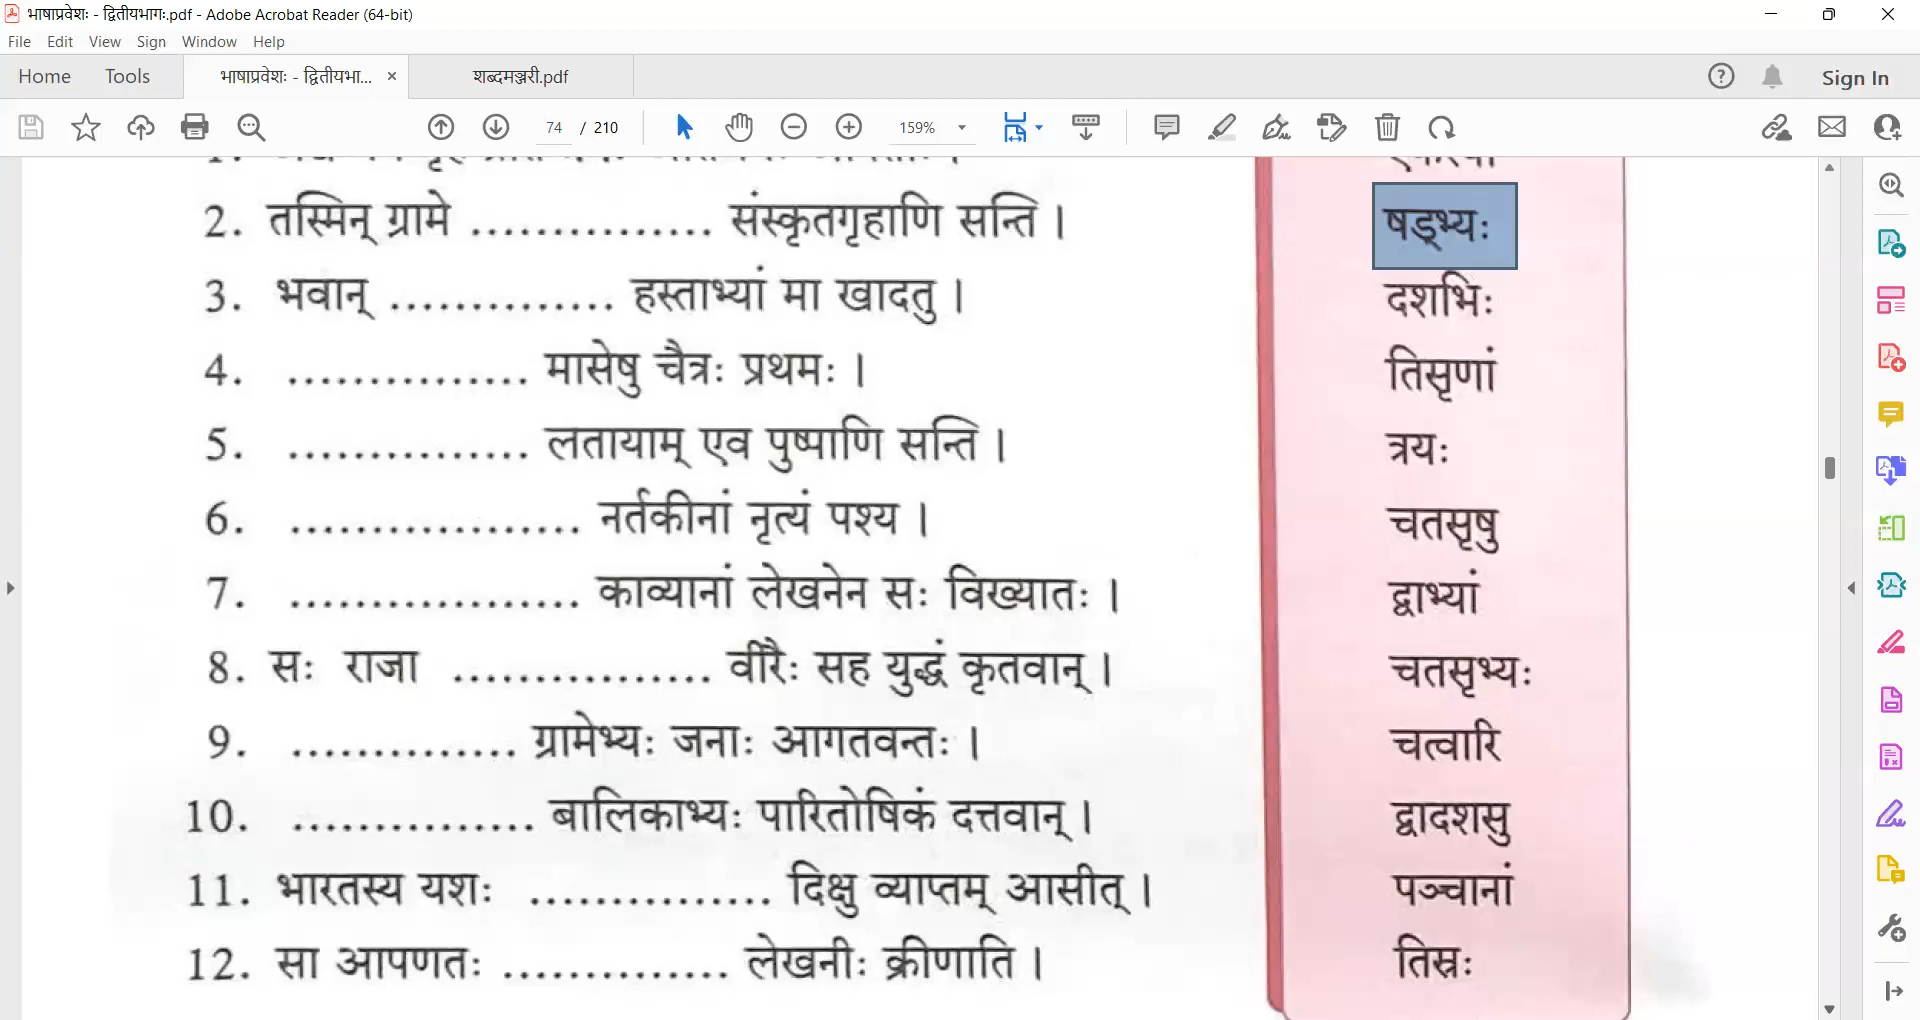 भाषाप्रवेशः - द्वितीयभागः.pdf - Adobe Acrobat Reader (64-bit)
File Edit View Sign Window Help
Home Tools भाषाप्रवेशः - द्वितीयभा... × शब्दमञ्जरी.pdf Sign In
74 / 210 159%
2. तस्मिन् ग्रामे ............... संस्कृतगृहाणि सन्ति । षड्भ्यः
3. भवान् .............. हस्ताभ्यां मा खादतु । दशभिः
4. ............... मासेषु चैत्रः प्रथमः । तिसृणां
5. ............... लतायाम् एव पुष्पाणि सन्ति । त्रयः
6. .................. नर्तकीनां नृत्यं पश्य । चतसृषु
7. .................. काव्यानां लेखनेन सः विख्यातः । द्वाभ्यां
8. सः राजा ................ वीरैः सह युद्धं कृतवान् । चतसृभ्यः
9. .............. ग्रामेभ्यः जनाः आगतवन्तः । चत्वारि
10. ............... बालिकाभ्यः पारितोषिकं दत्तवान् । द्वादशसु
11. भारतस्य यशः ............... दिक्षु व्याप्तम् आसीत् । पञ्चानां
12. सा आपणतः .............. लेखनीः क्रीणाति । तिस्रः